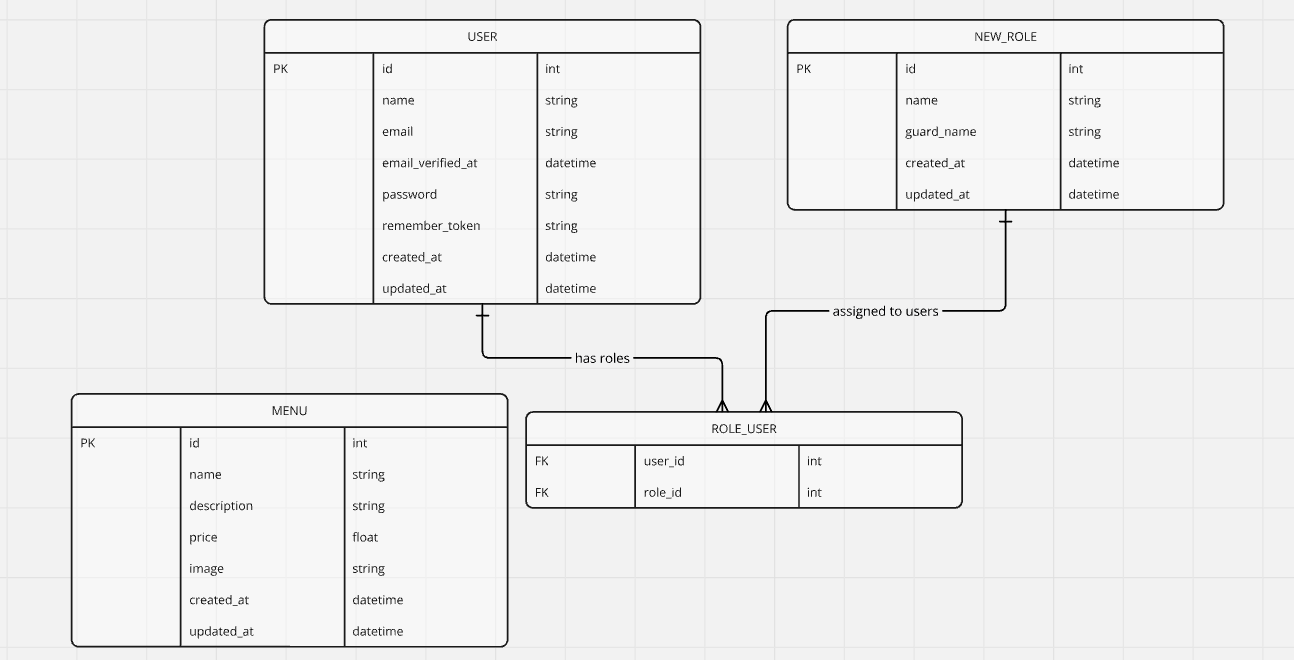 USER
PK id int
name string
email string
email_verified_at datetime
password string
remember_token string
created_at datetime
updated_at datetime
NEW_ROLE
PK id int
name string
guard_name string
created_at datetime
updated_at datetime
assigned to users
has roles
MENU
PK id int
name string
description string
price float
image string
created_at datetime
updated_at datetime
ROLE_USER
FK user_id int
FK role_id int